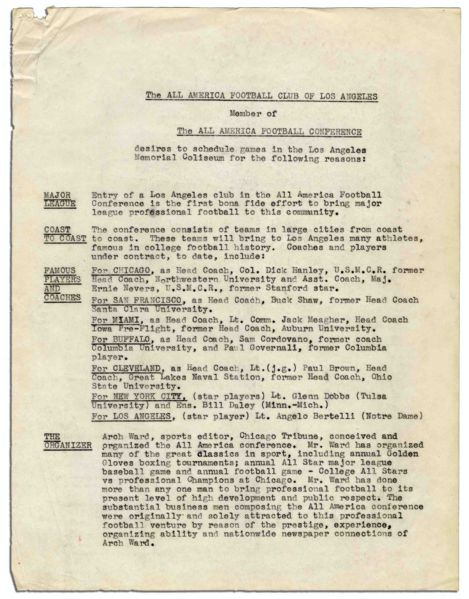 The ALL AMERICA FOOTBALL CLUB OF LOS ANGELES
Member of
The ALL AMERICA FOOTBALL CONFERENCE
desires to schedule games in the Los Angeles
Memorial Coliseum for the following reasons:
MAJOR Entry of a Los Angeles club in the All America Football
LEAGUE Conference is the first bona fide effort to bring major
league professional football to this community.
COAST The conference consists of teams in large cities from coast
TO COAST to coast. These teams will bring to Los Angeles many athletes,
famous in college football history. Coaches and players
under contract, to date, include:
FAMOUS For CHICAGO, as Head Coach, Col. Dick Hanley, U.S.M.C.R. former
PLAYERS Head Coach, Northwestern University and Asst. Coach, Maj.
AND Ernie Nevers, U.S.M.C.R., former Stanford star.
COACHES
For SAN FRANCISCO, as Head Coach, Buck Shaw, former Head Coach
Santa Clara University.
For MIAMI, as Head Coach, Lt. Comm. Jack Meagher, Head Coach
Iowa Pre-Flight, former Head Coach, Auburn University.
For BUFFALO, as Head Coach, Sam Cordovano, former coach
Columbia University, and Paul Governali, former Columbia
player.
For CLEVELAND, as Head Coach, Lt.(j.g.) Paul Brown, Head
Coach, Great Lakes Naval Station, former Head Coach, Ohio
State University.
For NEW YORK CITY, (star players) Lt. Glenn Dobbs (Tulsa
University) and Ens. Bill Daley (Minn.-Mich.)
For LOS ANGELES, (star player) Lt. Angelo Bertelli (Notre Dame)
THE Arch Ward, sports editor, Chicago Tribune, conceived and
ORGANIZER organized the All America conference. Mr. Ward has organized
many of the great classics in sport, including annual Golden
Gloves boxing tournaments; annual All Star major league
baseball game and annual football game - College All Stars
vs professional Champions at Chicago. Mr. Ward has done
more than any one man to bring professional football to its
present level of high development and public respect. The
substantial business men composing the All America conference
were originally and solely attracted to this professional
football venture by reason of the prestige, experience,
organizing ability and nationwide newspaper connections of
Arch Ward.